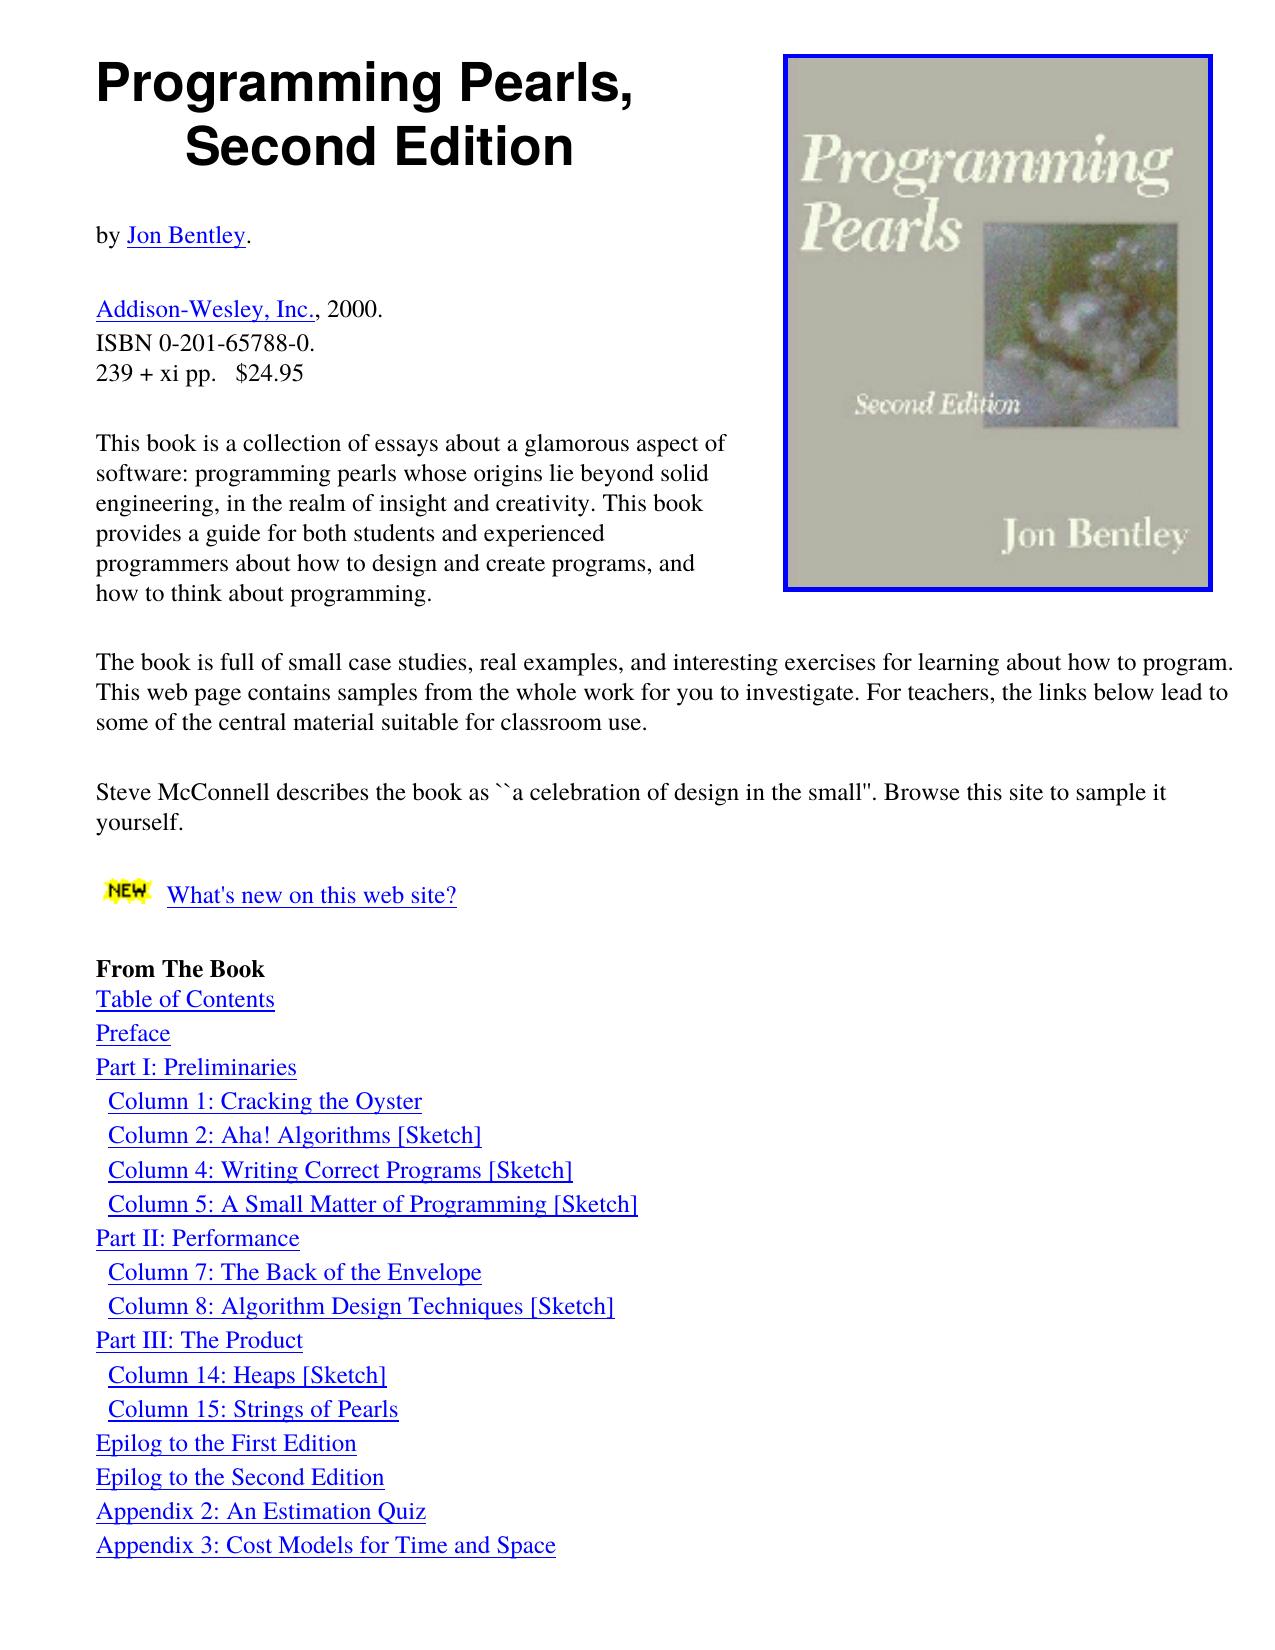 Programming Pearls,
Second Edition
by Jon Bentley.
Addison-Wesley, Inc., 2000.
ISBN 0-201-65788-0.
239 + xi pp.   $24.95
This book is a collection of essays about a glamorous aspect of
software: programming pearls whose origins lie beyond solid
engineering, in the realm of insight and creativity. This book
provides a guide for both students and experienced
programmers about how to design and create programs, and
how to think about programming.
Programming
Pearls
Second Edition
Jon Bentley
The book is full of small case studies, real examples, and interesting exercises for learning about how to program.
This web page contains samples from the whole work for you to investigate. For teachers, the links below lead to
some of the central material suitable for classroom use.
Steve McConnell describes the book as ``a celebration of design in the small''. Browse this site to sample it
yourself.
NEW What's new on this web site?
From The Book
Table of Contents
Preface
Part I: Preliminaries
Column 1: Cracking the Oyster
Column 2: Aha! Algorithms [Sketch]
Column 4: Writing Correct Programs [Sketch]
Column 5: A Small Matter of Programming [Sketch]
Part II: Performance
Column 7: The Back of the Envelope
Column 8: Algorithm Design Techniques [Sketch]
Part III: The Product
Column 14: Heaps [Sketch]
Column 15: Strings of Pearls
Epilog to the First Edition
Epilog to the Second Edition
Appendix 2: An Estimation Quiz
Appendix 3: Cost Models for Time and Space